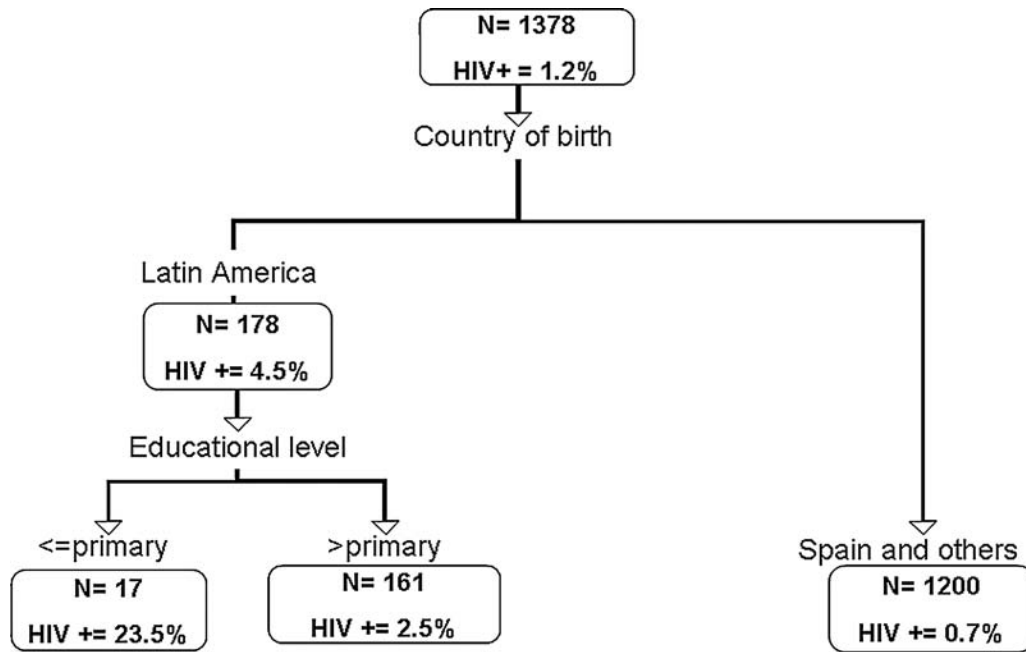 N= 1378
HIV+ = 1.2%
Country of birth
Latin America
N= 178
HIV += 4.5%
Educational level
<=primary
>primary
Spain and others
N= 17
HIV += 23.5%
N= 161
HIV += 2.5%
N= 1200
HIV += 0.7%